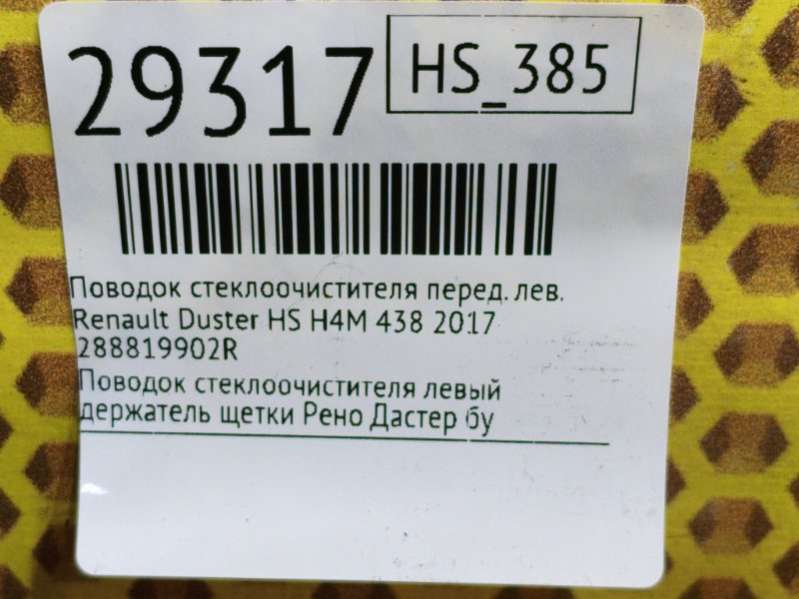 29317
HS_385
Поводок стеклоочистителя перед. лев.
Renault Duster HS H4M 438 2017
288819902R
Поводок стеклоочистителя левый
держатель щетки Рено Дастер бу